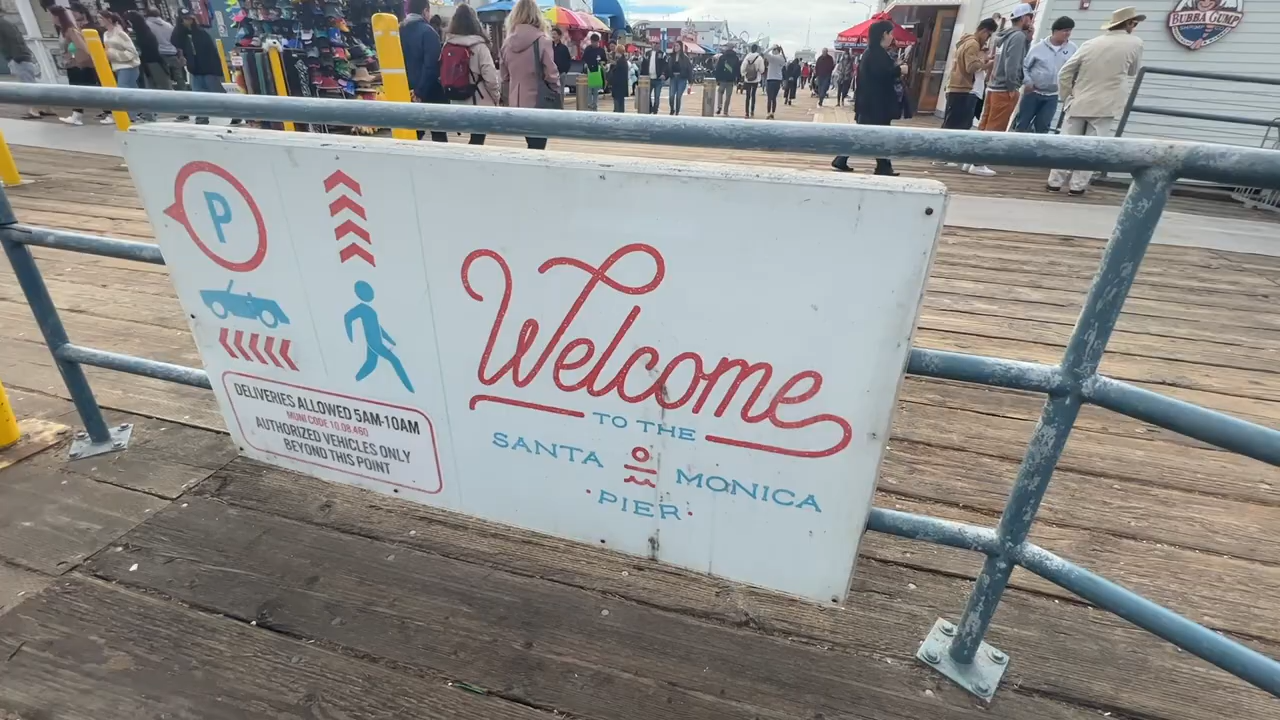 P
DELIVERIES ALLOWED 5AM-10AM
MUNI CODE 10.08.460
AUTHORIZED VEHICLES ONLY
BEYOND THIS POINT
Welcome
TO THE
SANTA MONICA
PIER
BUBBA GUMP